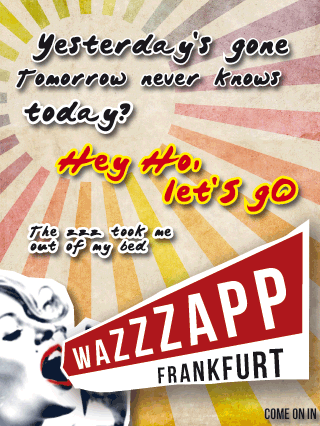 Yesterday's gone
Tomorrow never knows
today?
Hey Ho,
let'S gO
The zzz took me
out of my bed
WAZZZAPP
FRANKFURT
COME ON IN